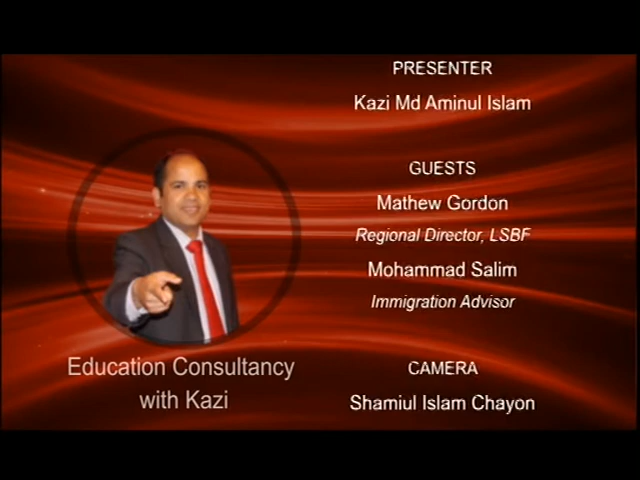 PRESENTER
Kazi Md Aminul Islam
GUESTS
Mathew Gordon
Regional Director, LSBF
Mohammad Salim
Immigration Advisor
CAMERA
Shamiul Islam Chayon
Education Consultancy
with Kazi